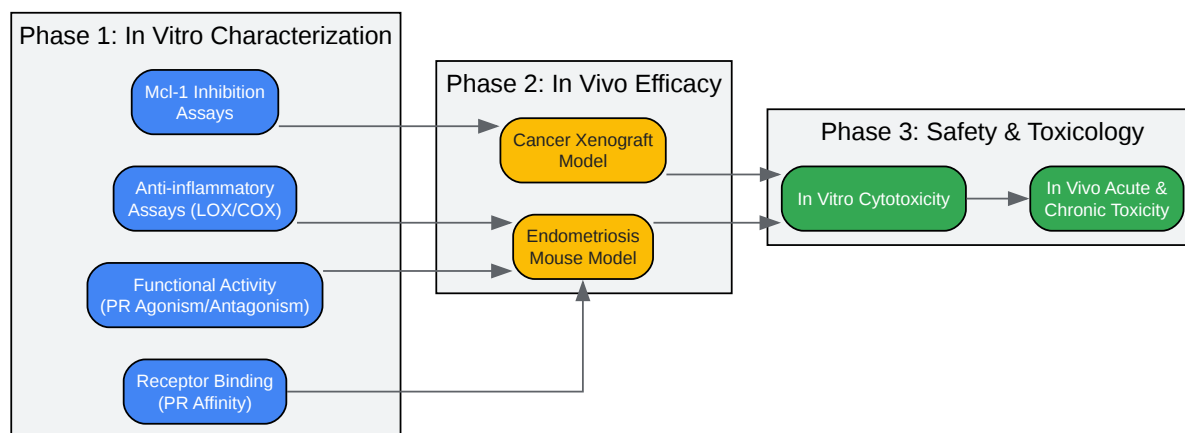 Phase 1: In Vitro Characterization
Mcl-1 Inhibition
Assays
Anti-inflammatory
Assays (LOX/COX)
Functional Activity
(PR Agonism/Antagonism)
Receptor Binding
(PR Affinity)
Phase 2: In Vivo Efficacy
Cancer Xenograft
Model
Endometriosis
Mouse Model
Phase 3: Safety & Toxicology
In Vitro Cytotoxicity
In Vivo Acute &
Chronic Toxicity